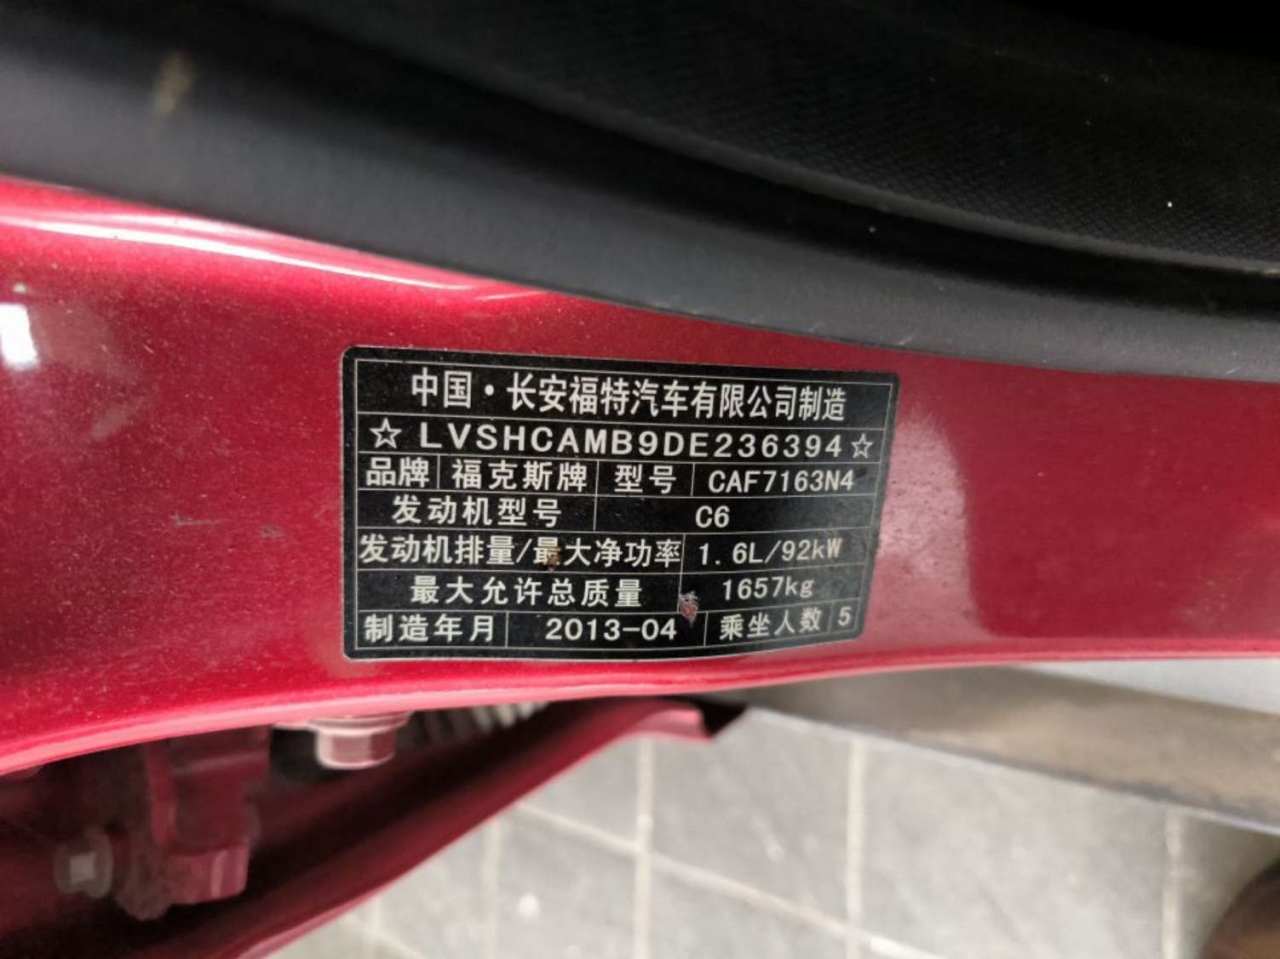 中国·长安福特汽车有限公司制造
☆LVSHCAMB9DE236394☆
品牌 福克斯牌 型号 CAF7163N4
发动机型号 C6
发动机排量/最大净功率 1.6L/92kW
最大允许总质量 1657kg
制造年月 2013-04 乘坐人数 5